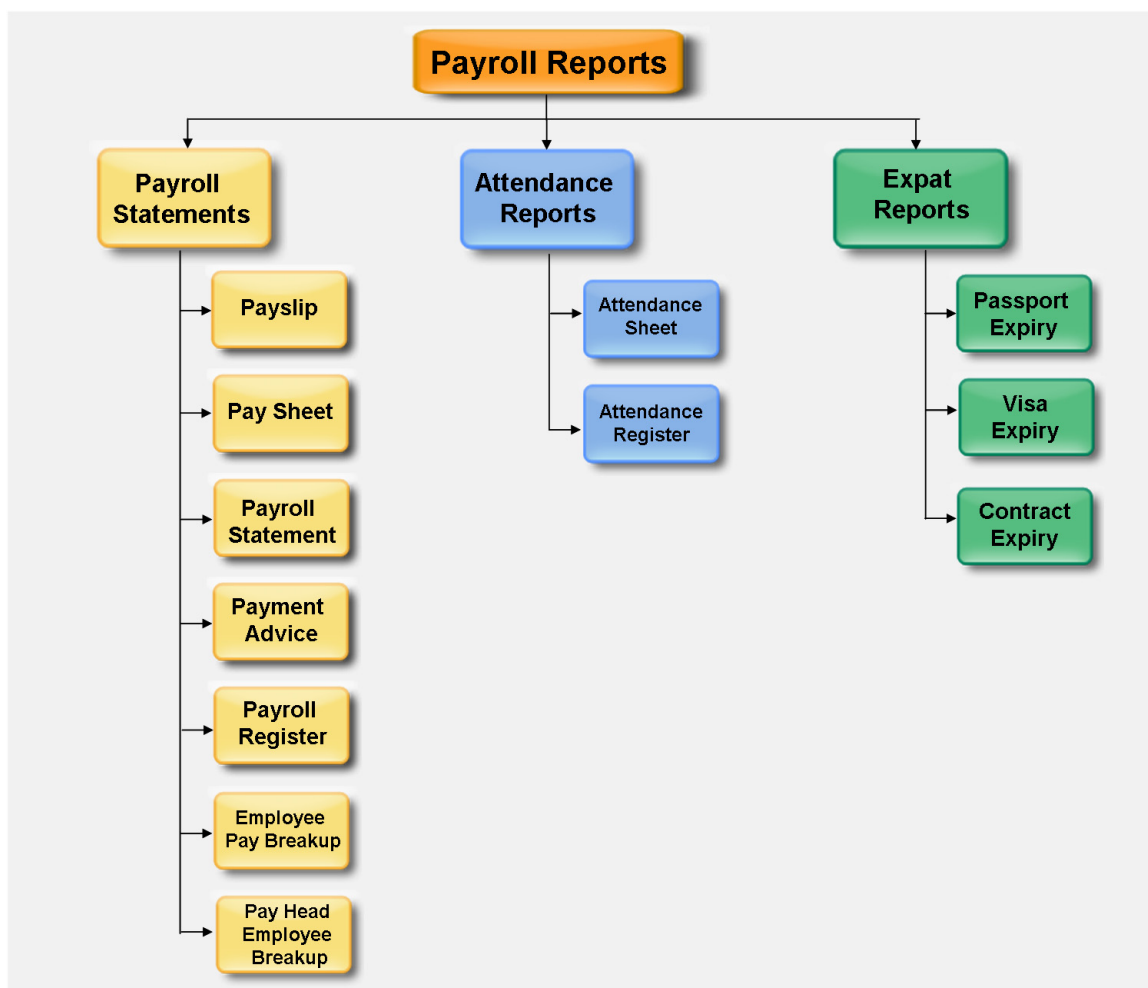 Payroll Reports
Payroll
Statements
Attendance
Reports
Expat
Reports
Payslip
Pay Sheet
Payroll
Statement
Payment
Advice
Payroll
Register
Employee
Pay Breakup
Pay Head
Employee
Breakup
Attendance
Sheet
Attendance
Register
Passport
Expiry
Visa
Expiry
Contract
Expiry